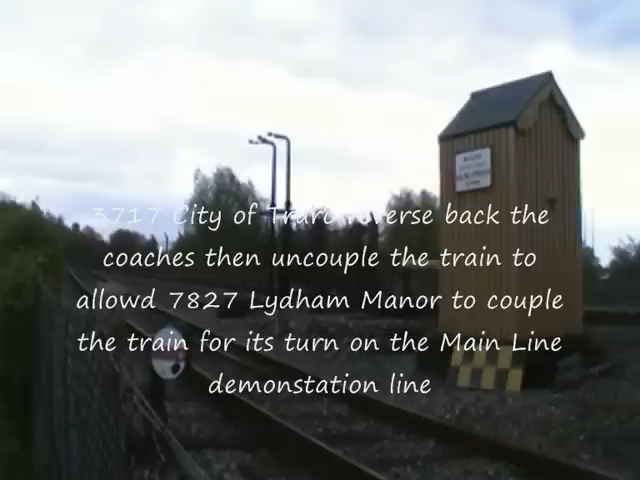 3717 City of Truro reverse back the
coaches then uncouple the train to
allowd 7827 Lydham Manor to couple
the train for its turn on the Main Line
demonstation line